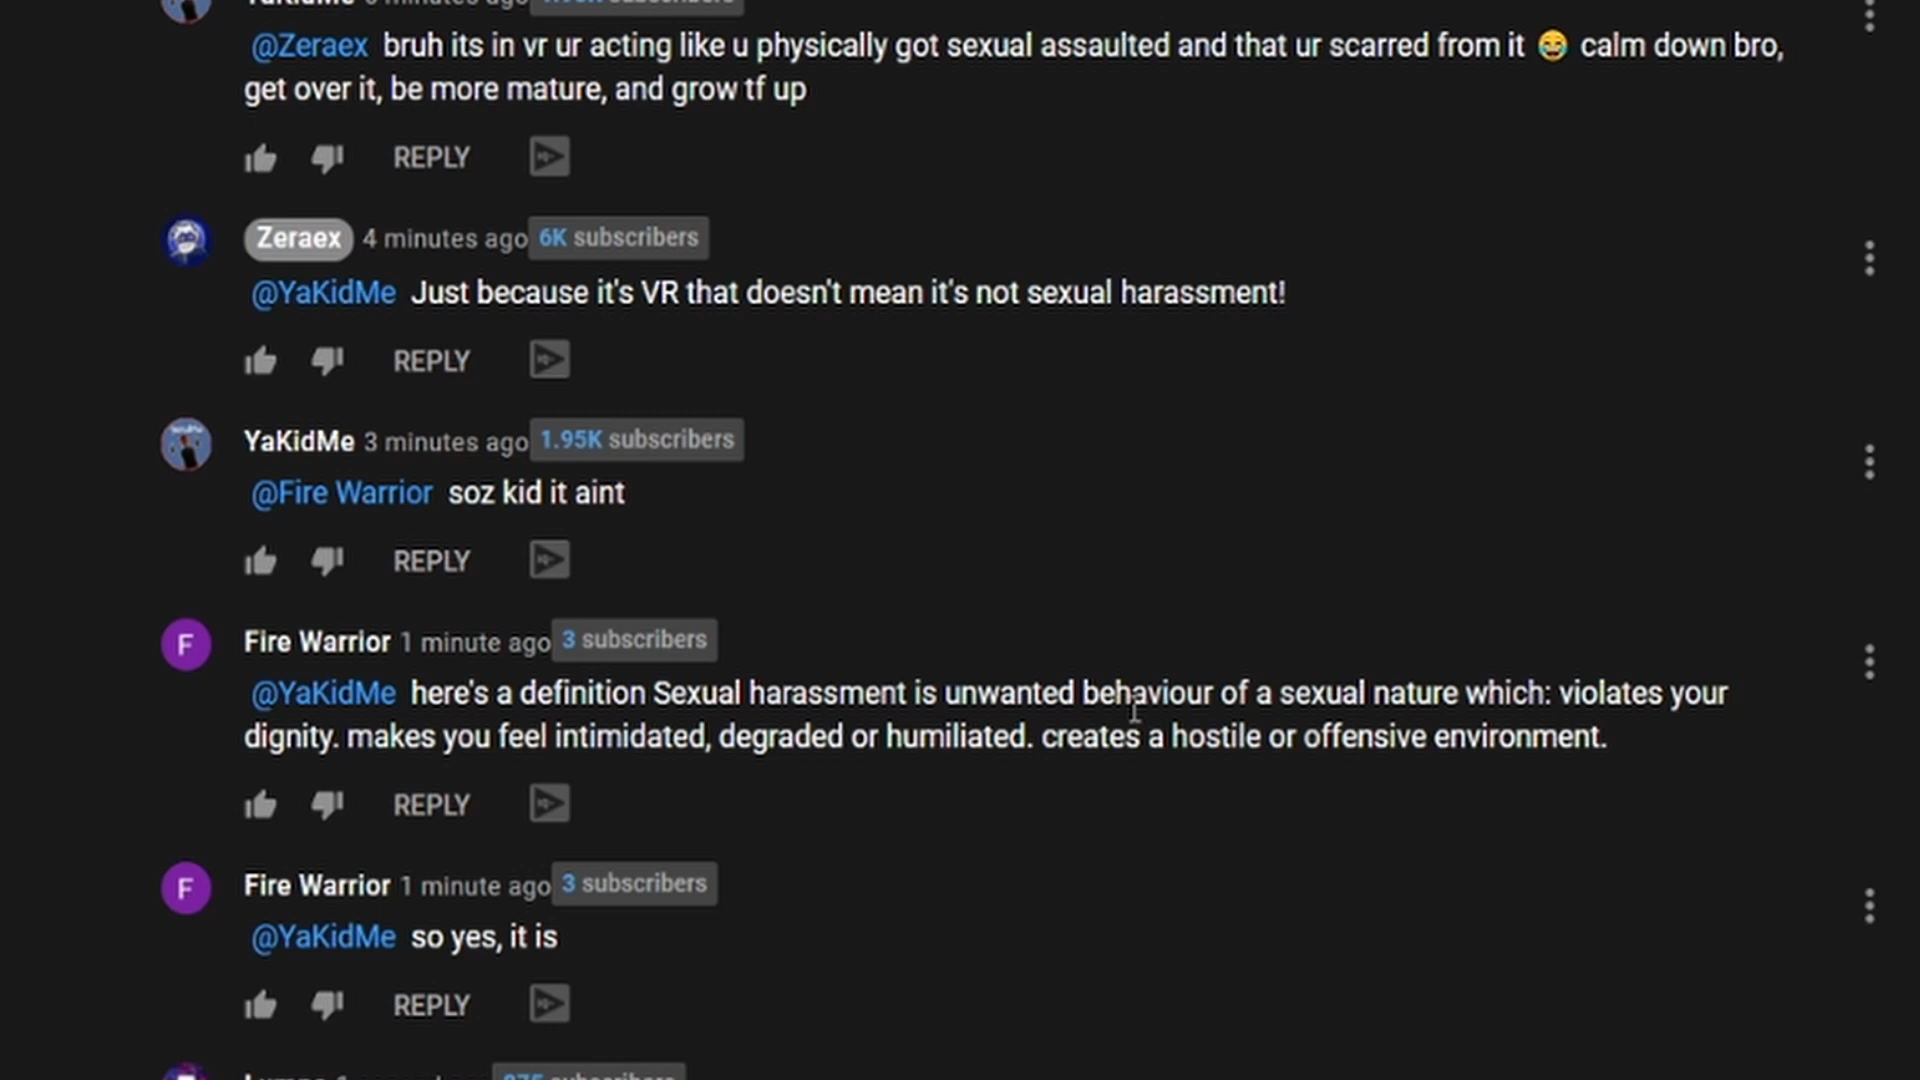 @Zeraex bruh its in vr ur acting like u physically got sexual assaulted and that ur scarred from it 😂 calm down bro,
get over it, be more mature, and grow tf up
REPLY
Zeraex 4 minutes ago 6K subscribers
@YaKidMe Just because it's VR that doesn't mean it's not sexual harassment!
REPLY
YaKidMe 3 minutes ago 1.95K subscribers
@Fire Warrior soz kid it aint
REPLY
F Fire Warrior 1 minute ago 3 subscribers
@YaKidMe here's a definition Sexual harassment is unwanted behaviour of a sexual nature which: violates your
dignity. makes you feel intimidated, degraded or humiliated. creates a hostile or offensive environment.
REPLY
F Fire Warrior 1 minute ago 3 subscribers
@YaKidMe so yes, it is
REPLY